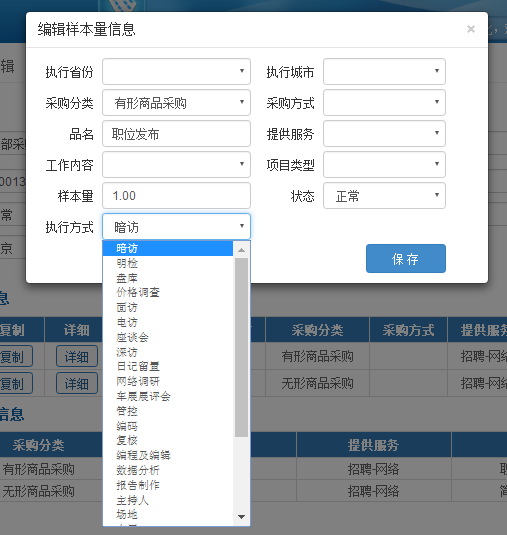 编辑样本量信息 ×
执行省份 执行城市
采购分类 有形商品采购 采购方式
品名 职位发布 提供服务
工作内容 项目类型
样本量 1.00 状态 正常
执行方式 暗访
保 存
暗访
明检
盘库
价格调查
面访
电访
座谈会
深访
日记留置
网络调研
车展展评会
管控
编码
复核
编程及编辑
数据分析
报告制作
主持人
场地
辑
部采
0013
常
京
息
复制 详细 采购分类 采购方式 提供服务
复制 详细 有形商品采购 招聘-网络
复制 详细 无形商品采购 招聘-网络
信息
采购分类 提供服务
有形商品采购 招聘-网络
无形商品采购 招聘-网络